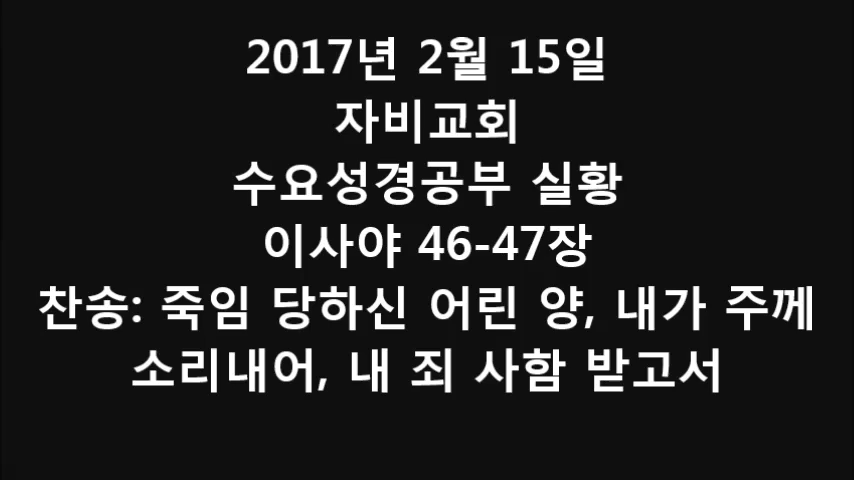 2017년 2월 15일
자비교회
수요성경공부 실황
이사야 46-47장
찬송: 죽임 당하신 어린 양, 내가 주께
소리내어, 내 죄 사함 받고서